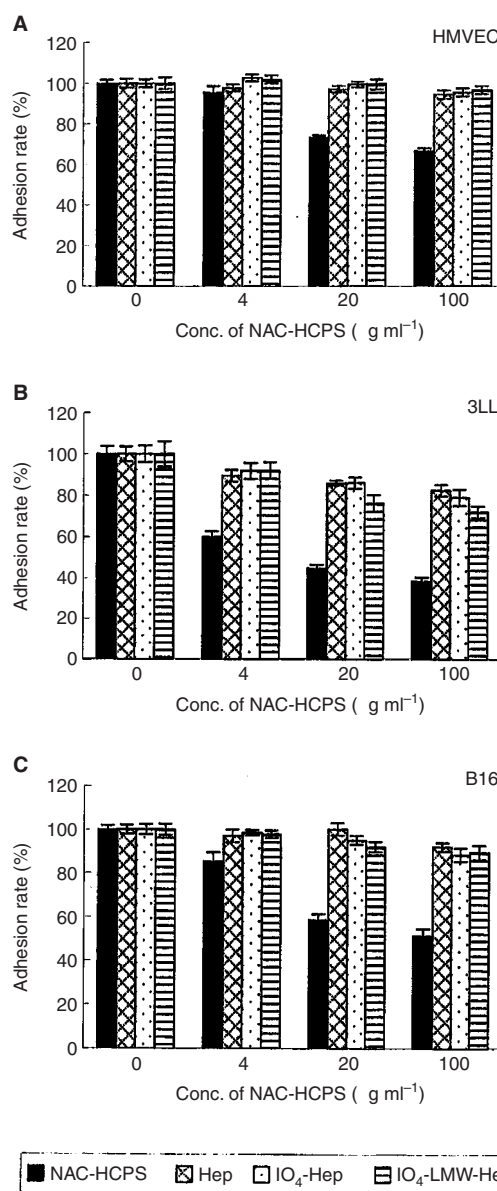 A
HMVEC
Adhesion rate (%)
120
100
80
60
40
20
0
0 4 20 100
Conc. of NAC-HCPS ( g ml⁻¹)
B
3LL
Adhesion rate (%)
120
100
80
60
40
20
0
0 4 20 100
Conc. of NAC-HCPS ( g ml⁻¹)
C
B16
Adhesion rate (%)
120
100
80
60
40
20
0
0 4 20 100
Conc. of NAC-HCPS ( g ml⁻¹)
NAC-HCPS Hep IO₄-Hep IO₄-LMW-He